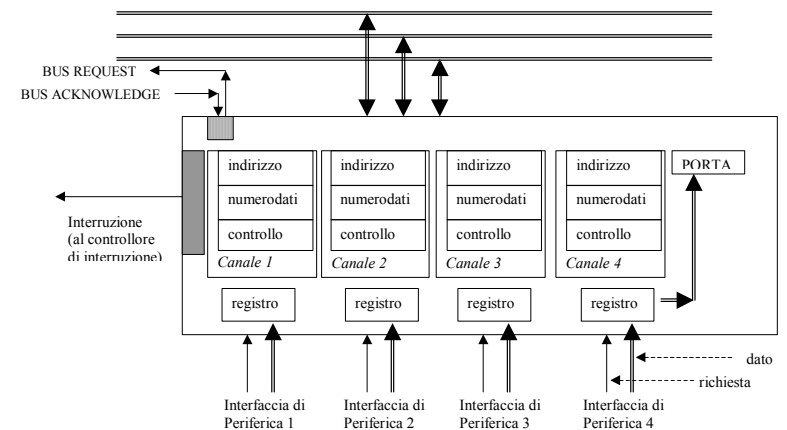 BUS REQUEST
BUS ACKNOWLEDGE
indirizzo
numerodati
controllo
Canale 1
indirizzo
numerodati
controllo
Canale 2
indirizzo
numerodati
controllo
Canale 3
indirizzo
numerodati
controllo
Canale 4
PORTA
Interruzione
(al controllore
di interruzione)
registro
registro
registro
registro
dato
richiesta
Interfaccia di
Periferica 1
Interfaccia di
Periferica 2
Interfaccia di
Periferica 3
Interfaccia di
Periferica 4